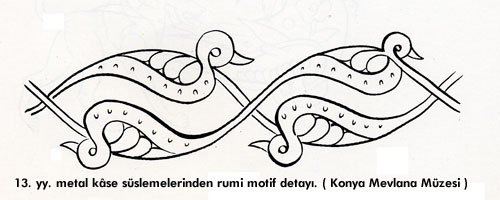 13. yy. metal kâse süslemelerinden rumi motif detayı. ( Konya Mevlana Müzesi )